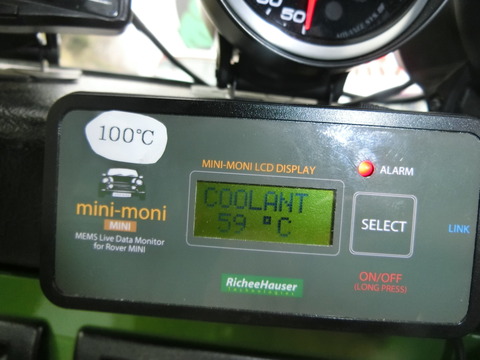 50
100℃
MINI-MONI LCD DISPLAY
ALARM
COOLANT
59 °C
mini-moni
MINI
MEMS Live Data Monitor
for Rover MINI
SELECT
LINK
RicheeHauser
Technologies
ON/OFF
(LONG PRESS)